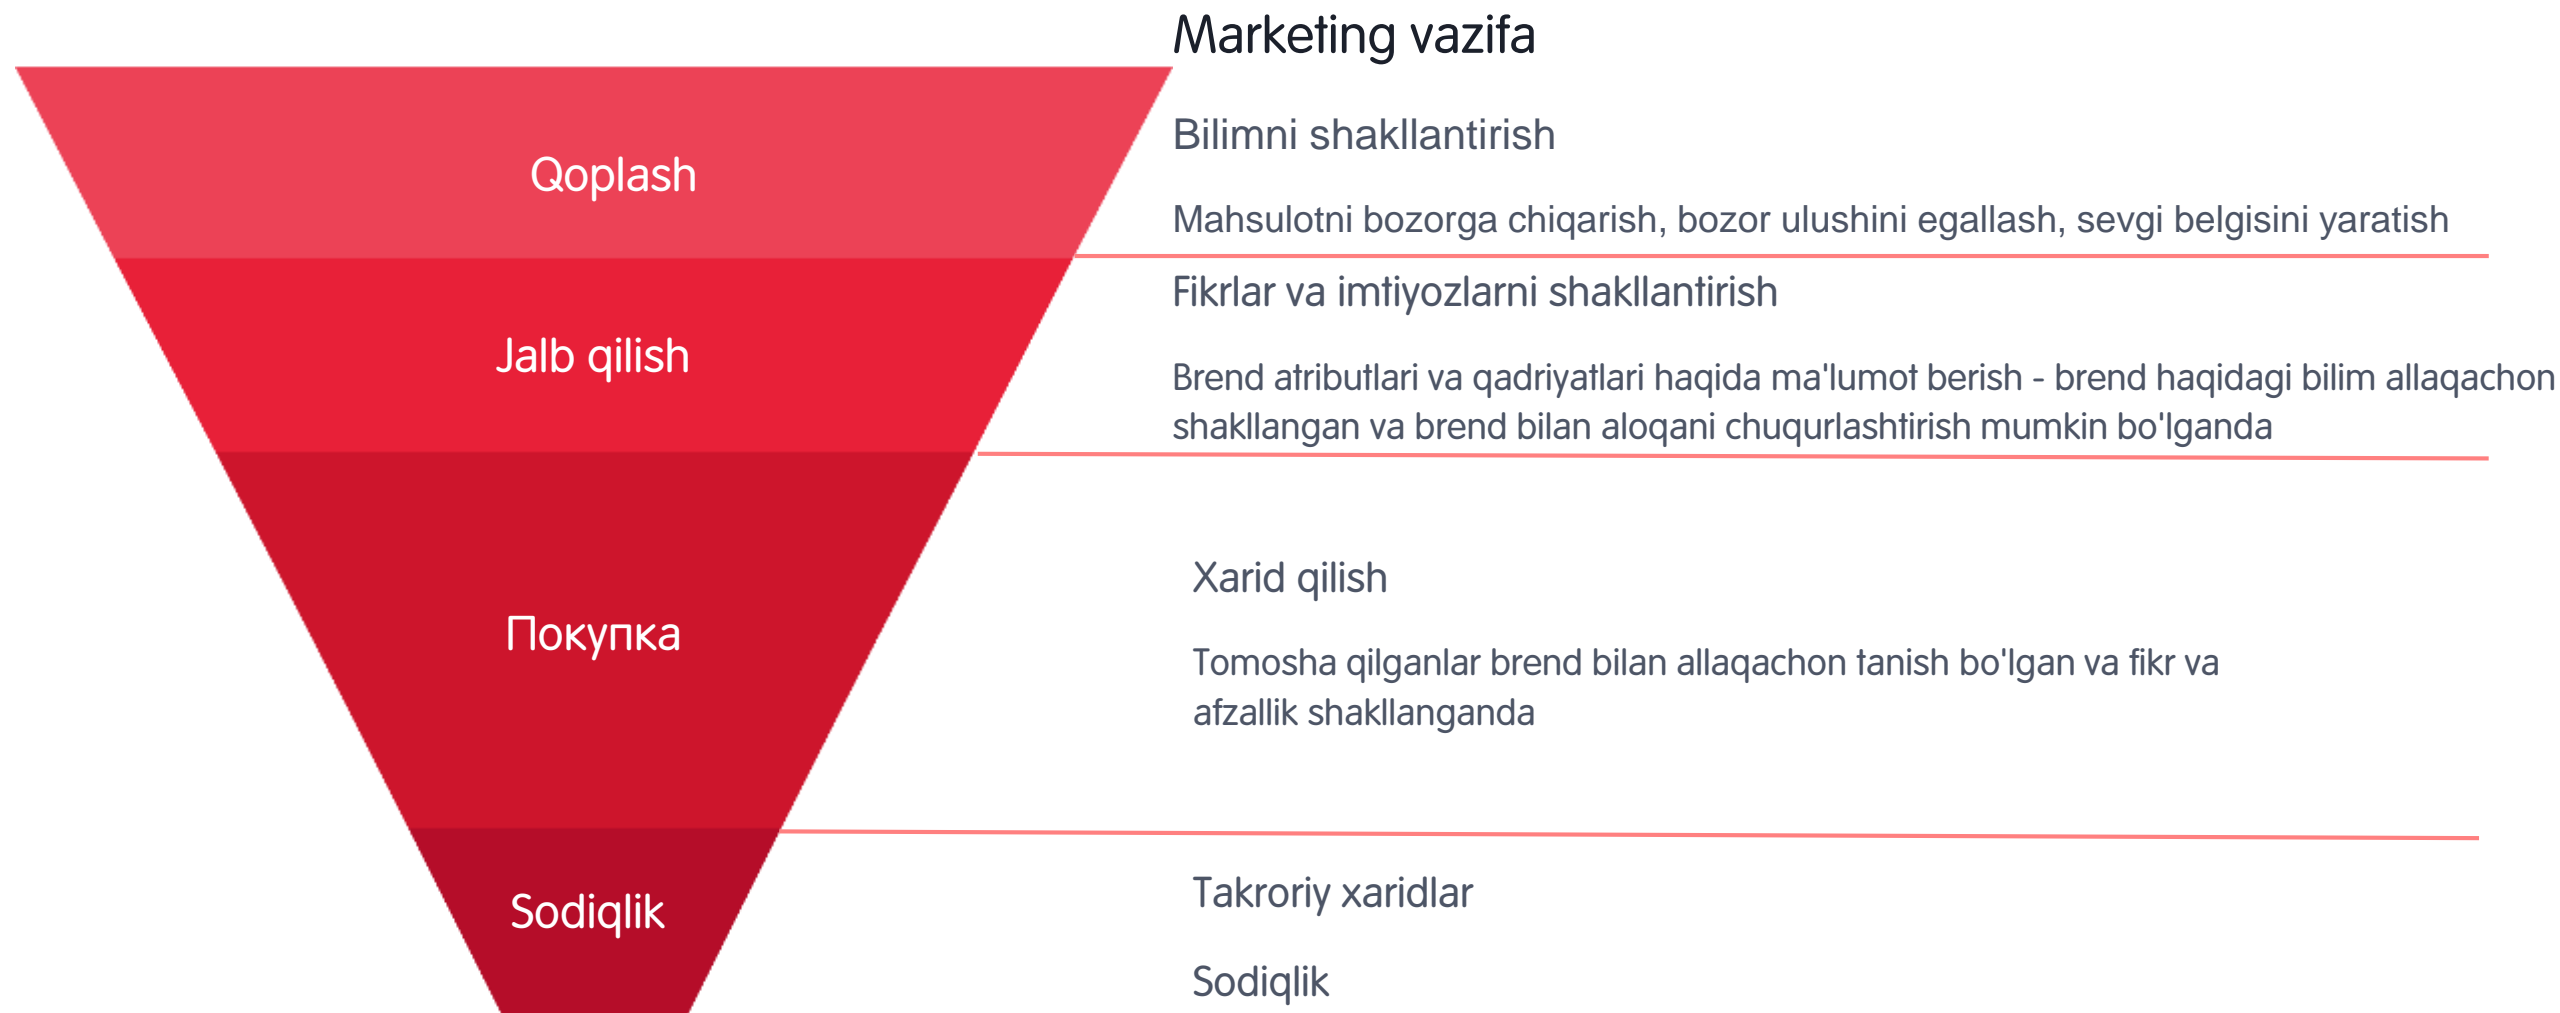 Marketing vazifa
Qoplash
Bilimni shakllantirish
Mahsulotni bozorga chiqarish, bozor ulushini egallash, sevgi belgisini yaratish
Jalb qilish
Fikrlar va imtiyozlarni shakllantirish
Brend atributlari va qadriyatlari haqida ma'lumot berish - brend haqidagi bilim allaqachon
shakllangan va brend bilan aloqani chuqurlashtirish mumkin bo'lganda
Покупка
Xarid qilish
Tomosha qilganlar brend bilan allaqachon tanish bo'lgan va fikr va
afzallik shakllanganda
Sodiqlik
Takroriy xaridlar
Sodiqlik